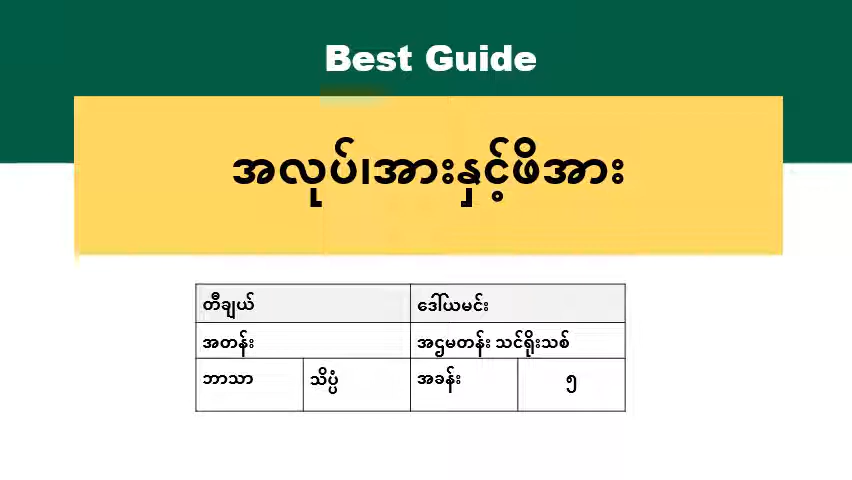 Best Guide
အလုပ်၊အားနှင့်ဖိအား
တီချယ် ဒေါ်ယမင်း
အတန်း အဌမတန်း သင်ရိုးသစ်
ဘာသာ သိပ္ပံ အခန်း ၅